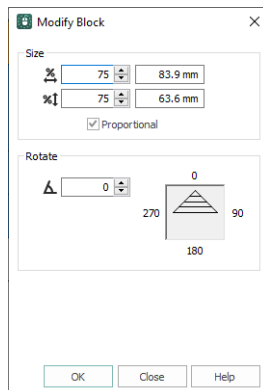 Modify Block
Size
% 75 83.9 mm
% 75 63.6 mm
Proportional
Rotate
0
0
270 90
180
OK Close Help